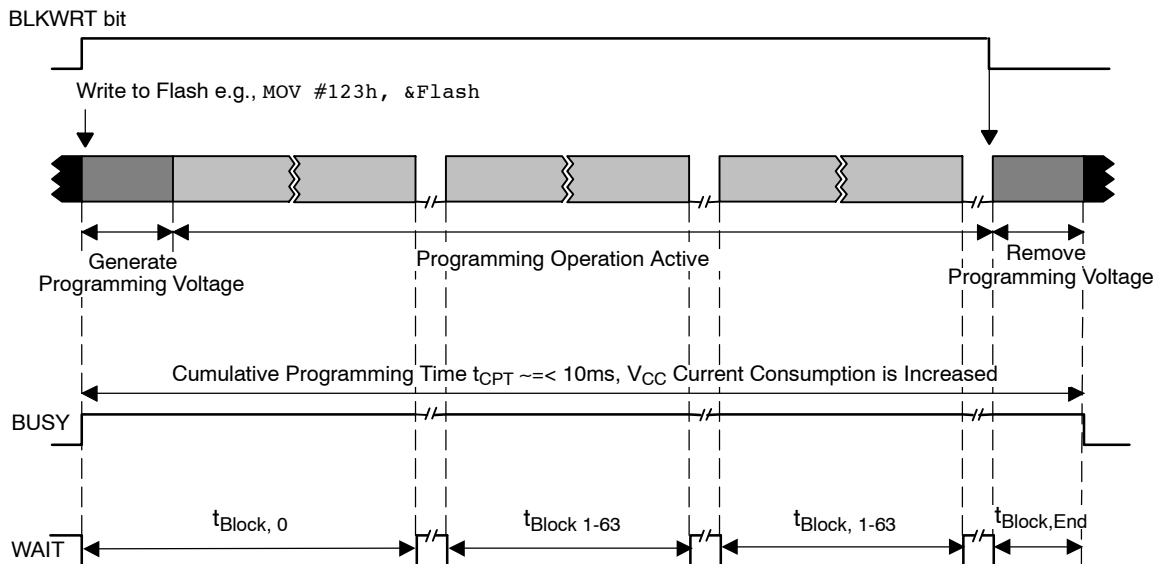 BLKWRT bit
Write to Flash e.g., MOV #123h, &Flash
Generate
Programming Voltage
Programming Operation Active
Remove
Programming Voltage
Cumulative Programming Time tCPT ~=< 10ms, VCC Current Consumption is Increased
BUSY
tBlock, 0
tBlock 1-63
tBlock, 1-63
tBlock,End
WAIT